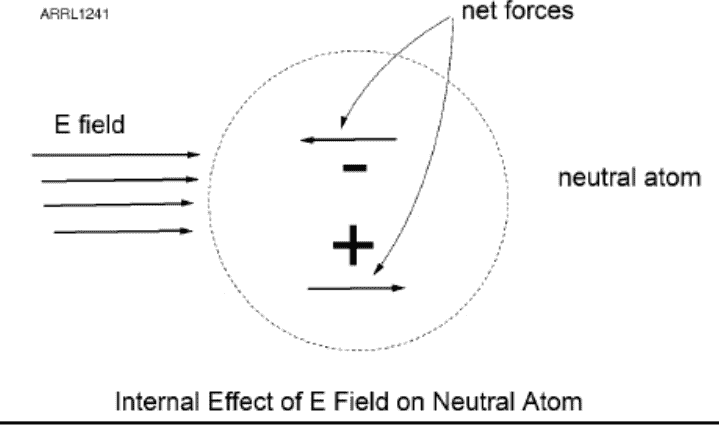 ARRL1241
net forces
E field
neutral atom
-
+
Internal Effect of E Field on Neutral Atom